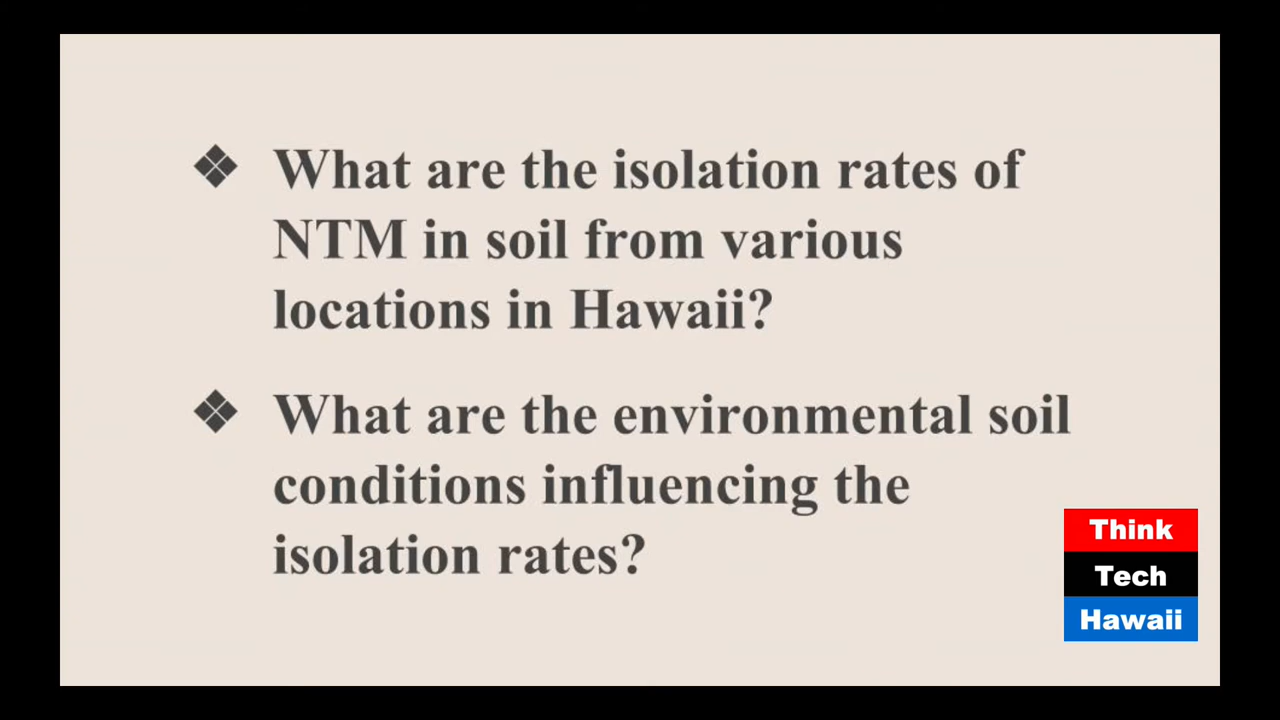 ❖ What are the isolation rates of
NTM in soil from various
locations in Hawaii?
❖ What are the environmental soil
conditions influencing the
isolation rates?
Think
Tech
Hawaii